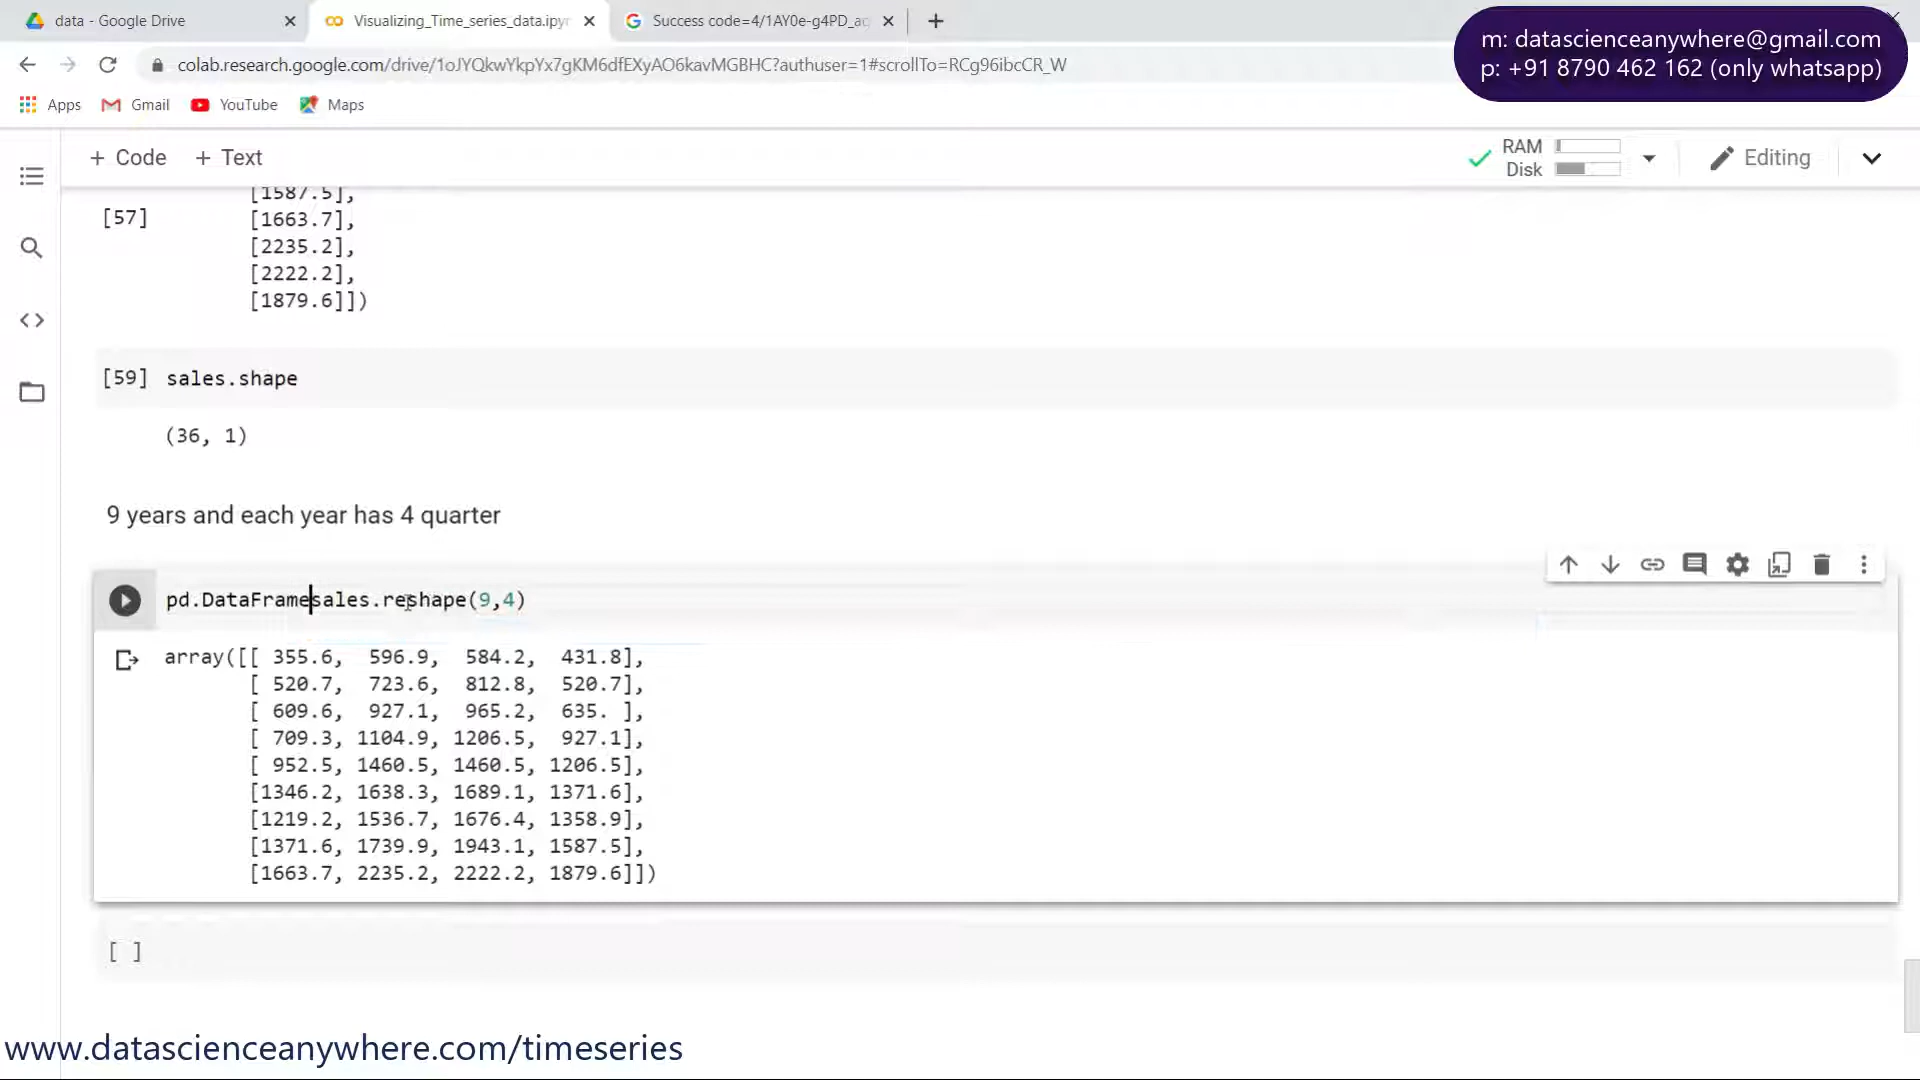 data - Google Drive
Visualizing_Time_series_data.ipyn
Success code=4/1AY0e-g4PD_ac
m: datascienceanywhere@gmail.com
p: +91 8790 462 162 (only whatsapp)
colab.research.google.com/drive/1oJYQkwYkpYx7gKM6dfEXyAO6kavMGBHC?authuser=1#scrollTo=RCg96ibcCR_W
Apps
Gmail
YouTube
Maps
+ Code
+ Text
RAM
Disk
Editing
[57]
[1587.5],
[1663.7],
[2235.2],
[2222.2],
[1879.6]])
[59] sales.shape
(36, 1)
9 years and each year has 4 quarter
pd.DataFramesales.reshape(9,4)
array([[ 355.6,  596.9,  584.2,  431.8],
[ 520.7,  723.6,  812.8,  520.7],
[ 609.6,  927.1,  965.2,  635. ],
[ 709.3, 1104.9, 1206.5,  927.1],
[ 952.5, 1460.5, 1460.5, 1206.5],
[1346.2, 1638.3, 1689.1, 1371.6],
[1219.2, 1536.7, 1676.4, 1358.9],
[1371.6, 1739.9, 1943.1, 1587.5],
[1663.7, 2235.2, 2222.2, 1879.6]])
[ ]
www.datascienceanywhere.com/timeseries